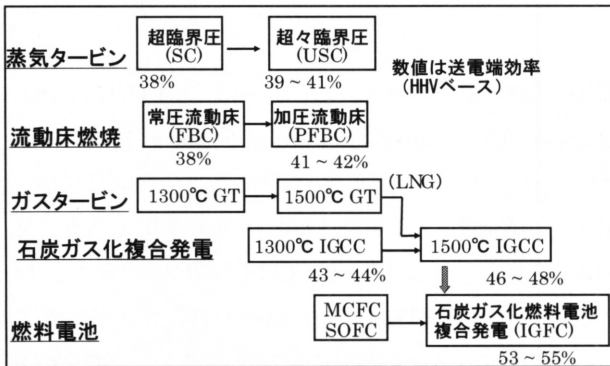 蒸気タービン
超臨界圧
(SC)
38%
超々臨界圧
(USC)
39 ~ 41%
数値は送電端効率
(HHVベース)
流動床燃焼
常圧流動床
(FBC)
38%
加圧流動床
(PFBC)
41 ~ 42%
ガスタービン
1300℃ GT
1500℃ GT
(LNG)
石炭ガス化複合発電
1300℃ IGCC
43 ~ 44%
1500℃ IGCC
46 ~ 48%
燃料電池
MCFC
SOFC
石炭ガス化燃料電池
複合発電 (IGFC)
53 ~ 55%